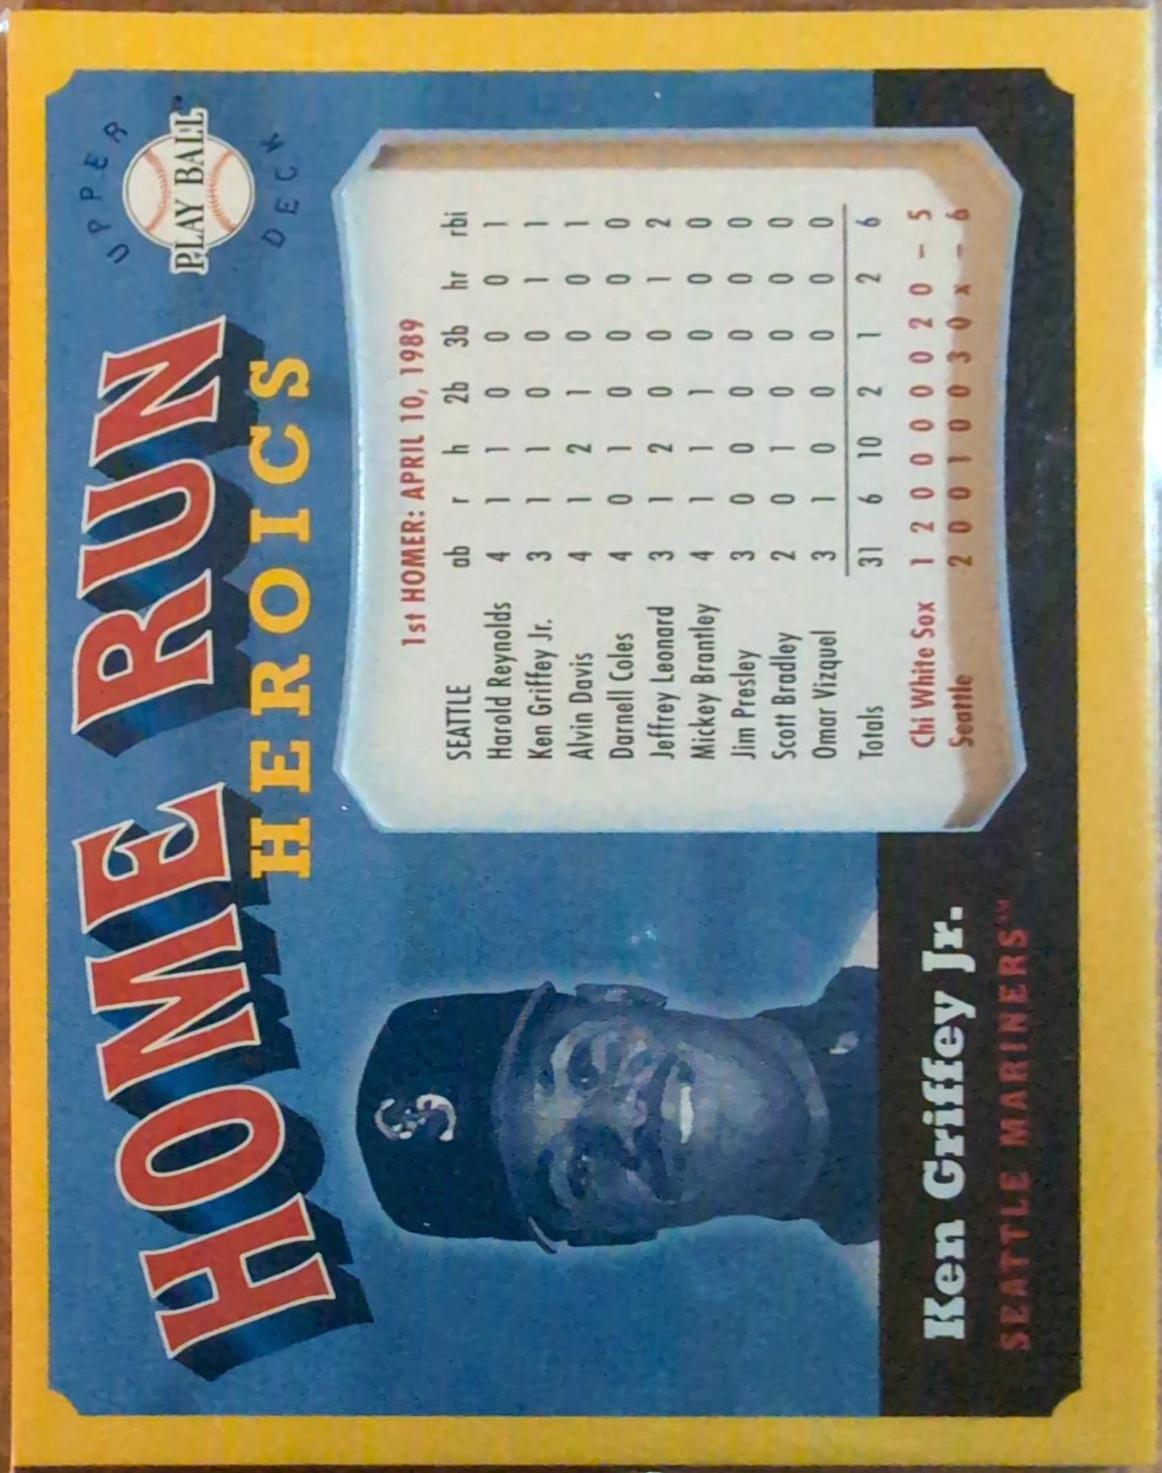 UPPER
PLAY BALL™
DECK
HOME RUN
HEROICS
1st HOMER: APRIL 10, 1989
SEATTLE ab r h 2b 3b hr rbi
Harold Reynolds 4 1 1 0 0 0 1
Ken Griffey Jr. 3 1 1 0 0 1 1
Alvin Davis 4 1 2 1 0 0 1
Darnell Coles 4 0 1 0 0 0 0
Jeffrey Leonard 3 1 2 0 0 1 2
Mickey Brantley 4 1 1 1 0 0 0
Jim Presley 3 0 0 0 0 0 0
Scott Bradley 2 0 1 0 0 0 0
Omar Vizquel 3 1 0 0 0 0 0
Totals 31 6 10 2 1 2 6
Chi White Sox 1 2 0 0 0 0 0 2 0 – 5
Seattle 2 0 0 1 0 0 3 0 x – 6
S
Ken Griffey Jr.
SEATTLE MARINERS™